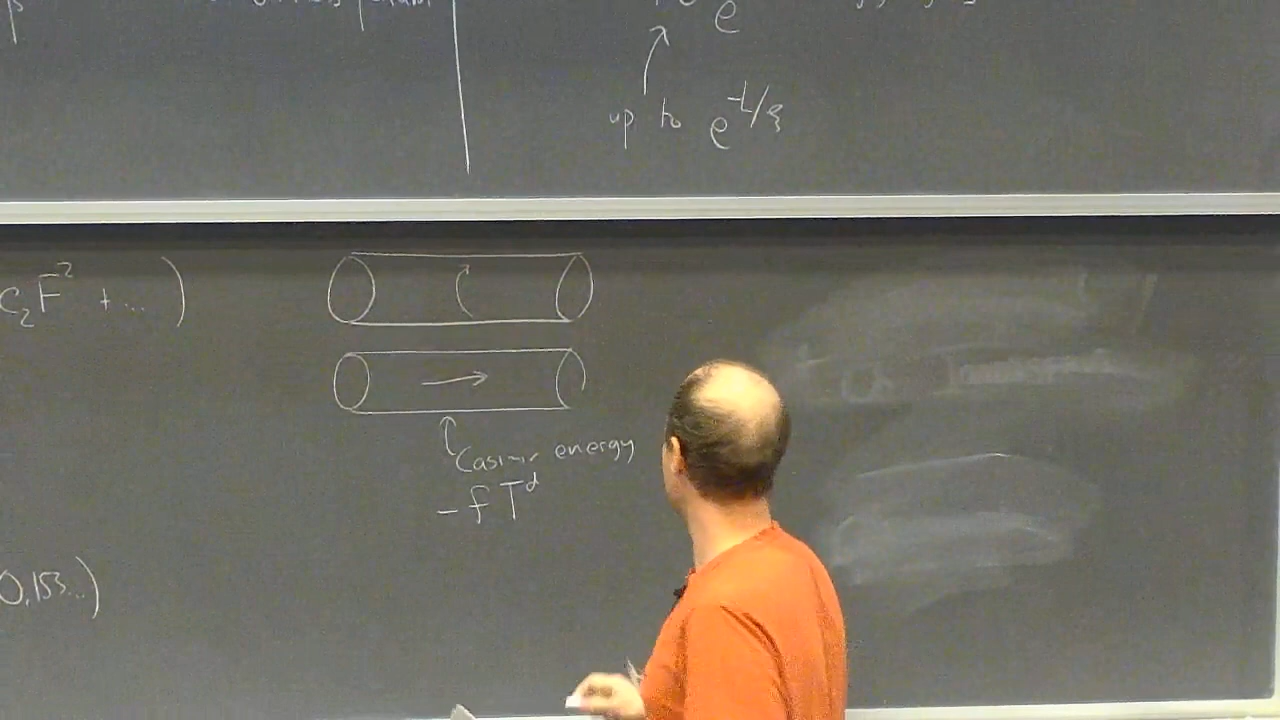 e
up to e^{-L/ξ}
c₂F² + ... )
Casimir energy
- f T^d
0.153...)